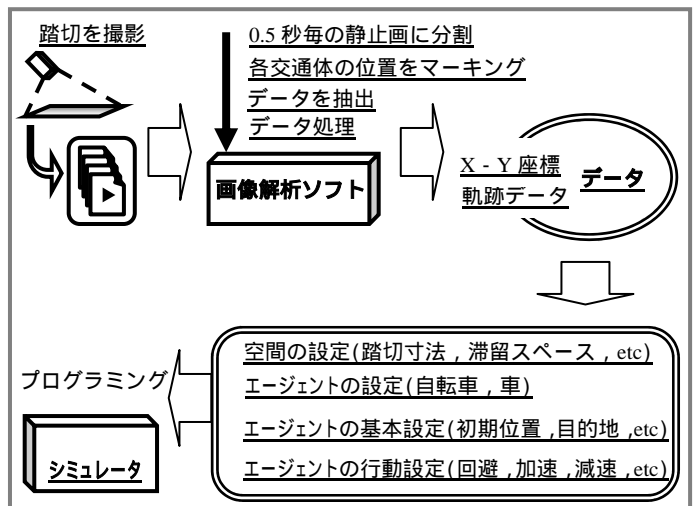 踏切を撮影
0.5 秒毎の静止画に分割
各交通体の位置をマーキング
データを抽出
データ処理
画像解析ソフト
X - Y 座標
軌跡データ
データ
空間の設定(踏切寸法 , 滞留スペース , etc)
エージェントの設定(自転車 , 車)
エージェントの基本設定(初期位置 ,目的地 ,etc)
エージェントの行動設定(回避 ,加速 ,減速 ,etc)
プログラミング
シミュレータ